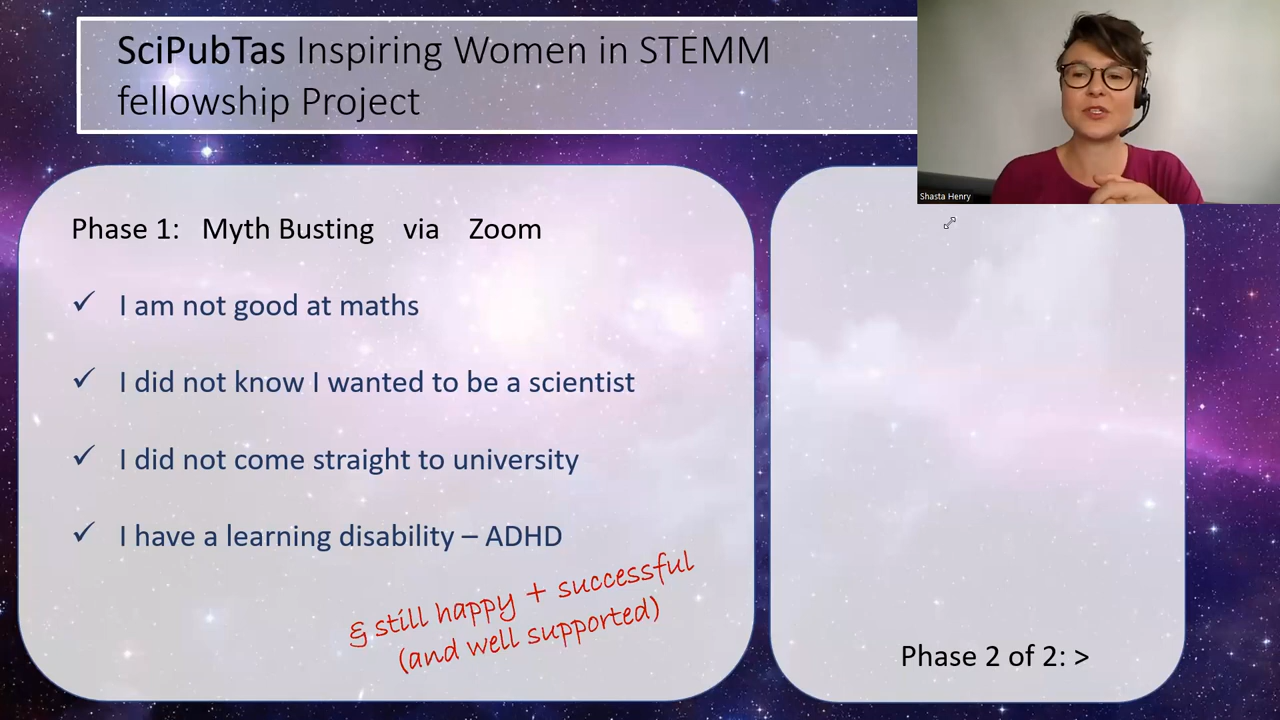 SciPubTas Inspiring Women in STEMM
fellowship Project
Shasta Henry
Phase 1: Myth Busting via Zoom
✓ I am not good at maths
✓ I did not know I wanted to be a scientist
✓ I did not come straight to university
✓ I have a learning disability – ADHD
& still happy + successful
(and well supported)
Phase 2 of 2: >